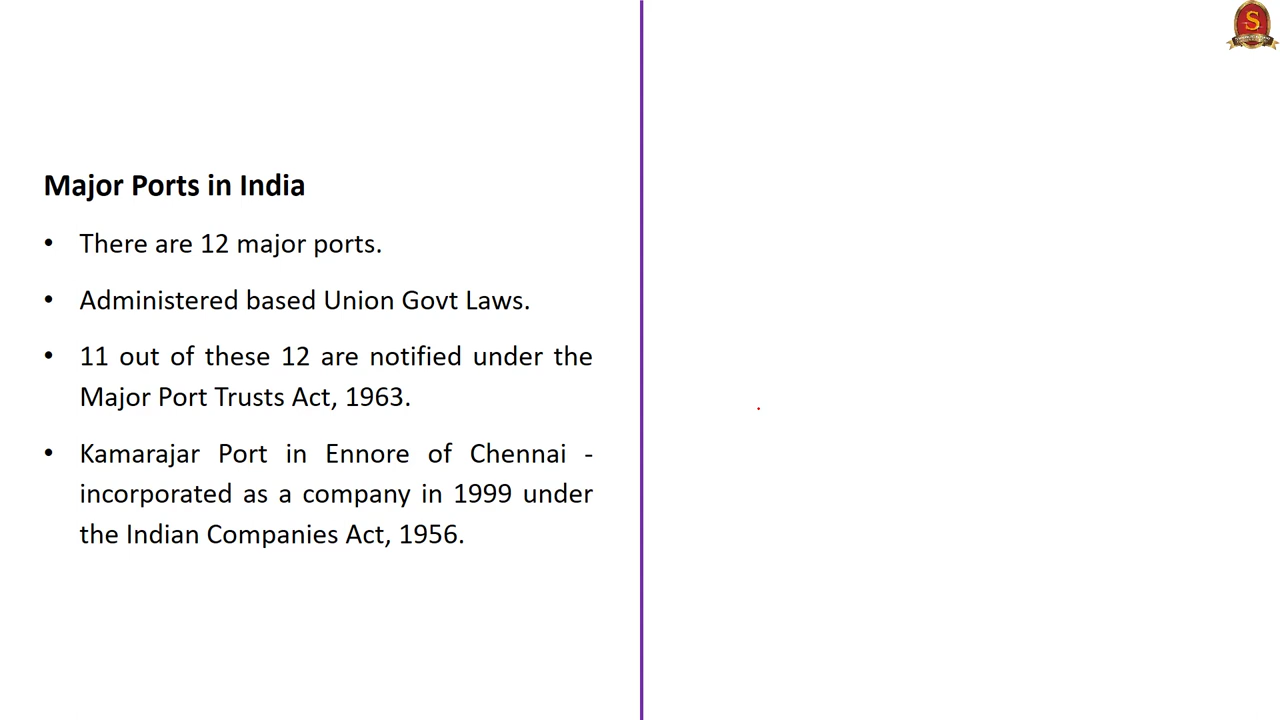 S
Major Ports in India
• There are 12 major ports.
• Administered based Union Govt Laws.
• 11 out of these 12 are notified under the
Major Port Trusts Act, 1963.
• Kamarajar Port in Ennore of Chennai -
incorporated as a company in 1999 under
the Indian Companies Act, 1956.